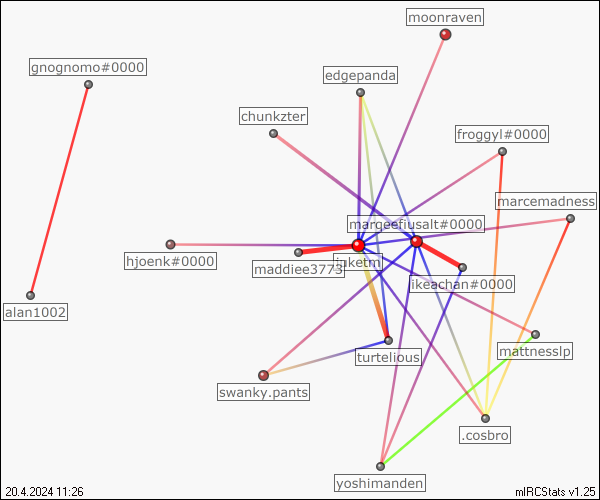 moonraven
gnognomo#0000
edgepanda
chunkzter
froggyl#0000
marcemadness
margeefiusalt#0000
hjoenk#0000
maddiee3773
ikeachan#0000
alan1002
mattnesslp
turtelious
swanky.pants
.cosbro
yoshimanden
20.4.2024 11:26
mIRCStats v1.25